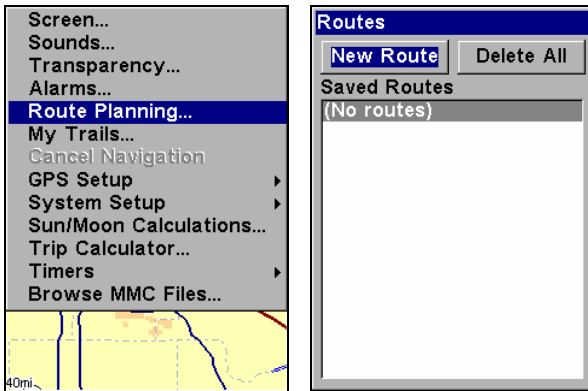 Screen...
Sounds...
Transparency...
Alarms...
Route Planning...
My Trails...
Cancel Navigation
GPS Setup
System Setup
Sun/Moon Calculations...
Trip Calculator...
Timers
Browse MMC Files...
40mi
Routes
New Route Delete All
Saved Routes
(No routes)